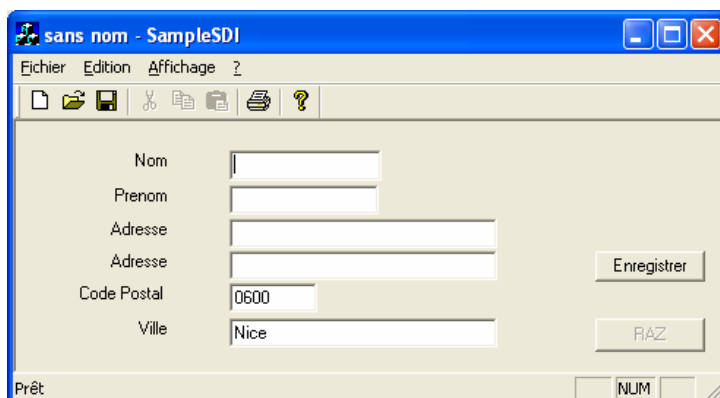 sans nom - SampleSDI
Fichier Edition Affichage ?
Nom
Prenom
Adresse
Adresse
Enregistrer
Code Postal 0600
Ville Nice
RAZ
Prêt NUM